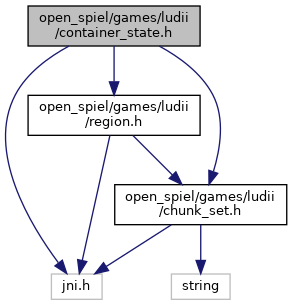 open_spiel/games/ludii
/container_state.h
open_spiel/games/ludii
/region.h
open_spiel/games/ludii
/chunk_set.h
jni.h
string